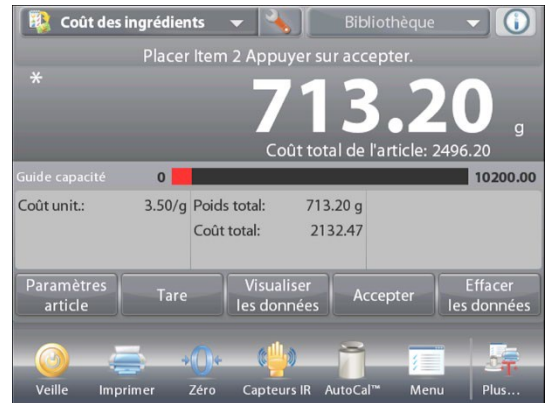 Coût des ingrédients Bibliothèque
Placer Item 2 Appuyer sur accepter.
* 713.20 g
Coût total de l'article: 2496.20
Guide capacité 0 10200.00
Coût unit.: 3.50/g Poids total: 713.20 g
Coût total: 2132.47
Paramètres article Tare Visualiser les données Accepter Effacer les données
Veille Imprimer Zéro Capteurs IR AutoCal™ Menu Plus...